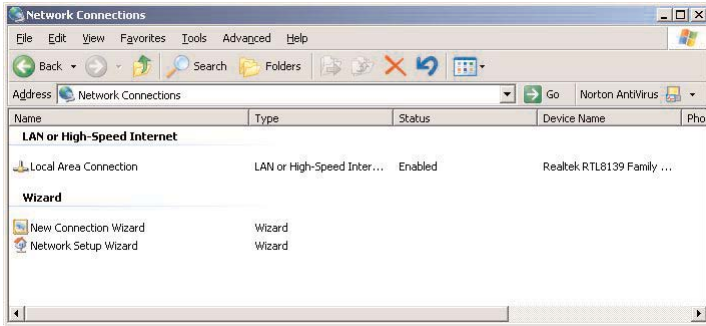 Network Connections
File Edit View Favorites Tools Advanced Help
Back Search Folders
Address Network Connections Go Norton AntiVirus
Name Type Status Device Name Pho
LAN or High-Speed Internet
Local Area Connection LAN or High-Speed Inter... Enabled Realtek RTL8139 Family ...
Wizard
New Connection Wizard Wizard
Network Setup Wizard Wizard